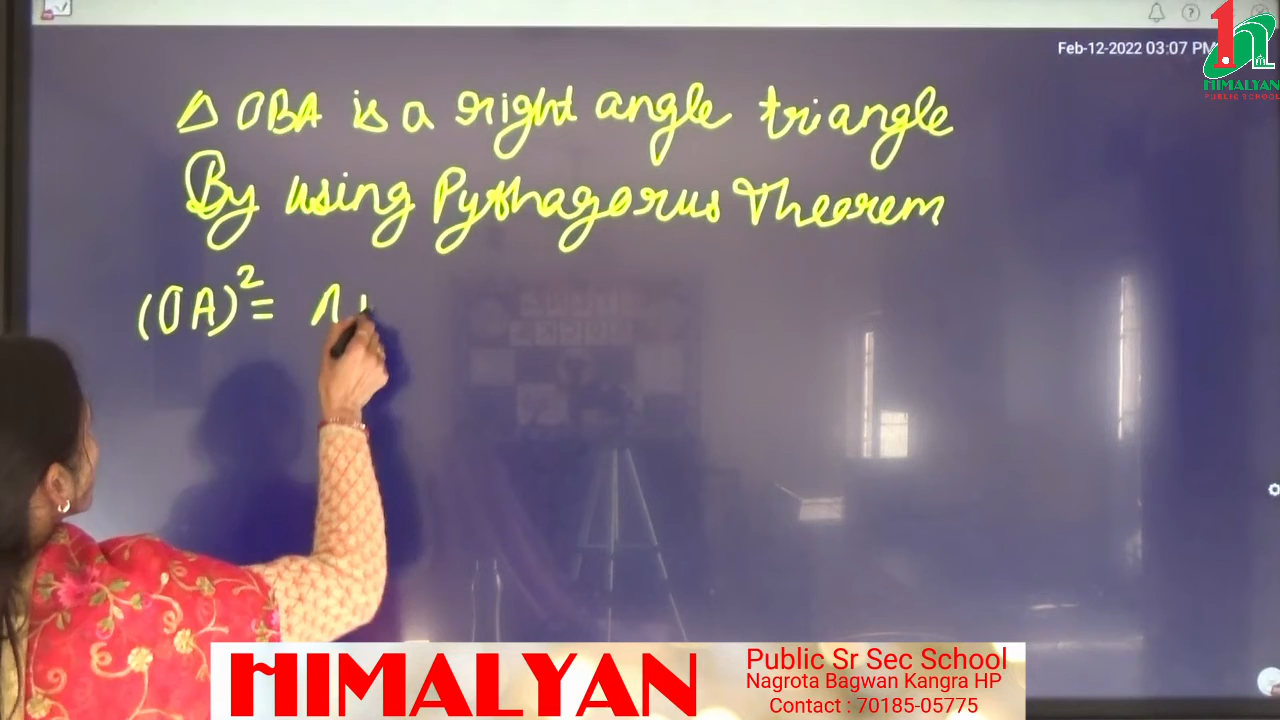 Feb-12-2022 03:07 PM
HIMALYAN
PUBLIC SCHOOL
△ OBA is a right angle triangle
By using Pythagorus Theorem
(OA)² =
HIMALYAN
Public Sr Sec School
Nagrota Bagwan Kangra HP
Contact : 70185-05775